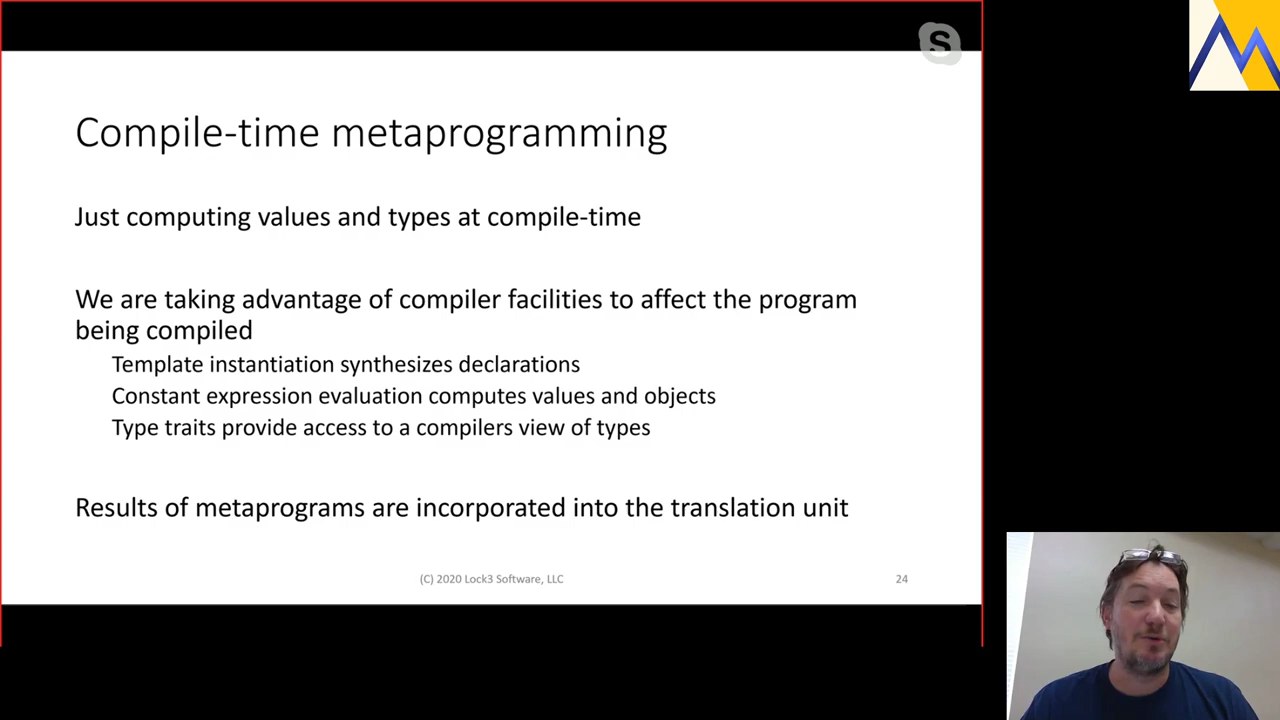 S
Compile-time metaprogramming
Just computing values and types at compile-time
We are taking advantage of compiler facilities to affect the program
being compiled
Template instantiation synthesizes declarations
Constant expression evaluation computes values and objects
Type traits provide access to a compilers view of types
Results of metaprograms are incorporated into the translation unit
(C) 2020 Lock3 Software, LLC
24